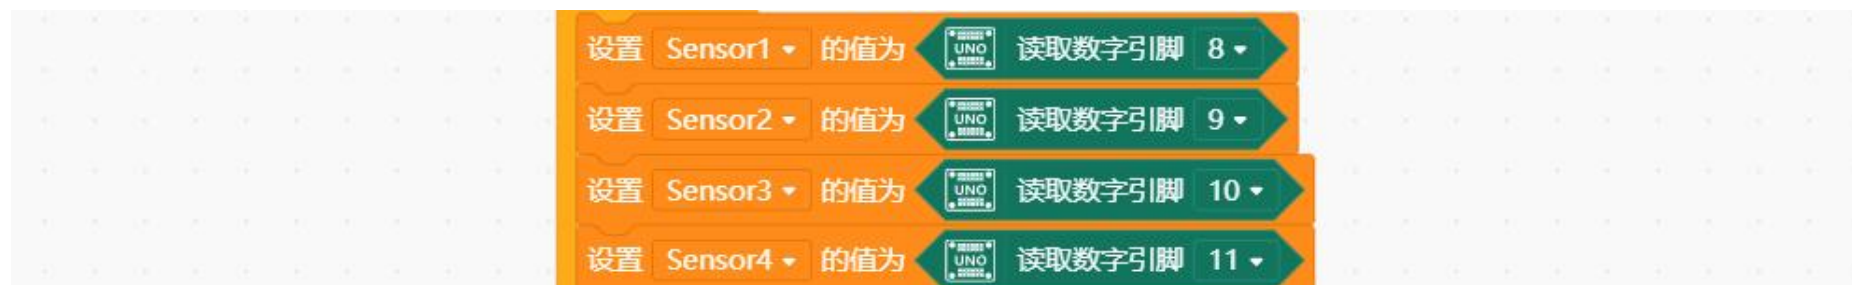 设置 Sensor1 的值为 UNO 读取数字引脚 8
设置 Sensor2 的值为 UNO 读取数字引脚 9
设置 Sensor3 的值为 UNO 读取数字引脚 10
设置 Sensor4 的值为 UNO 读取数字引脚 11